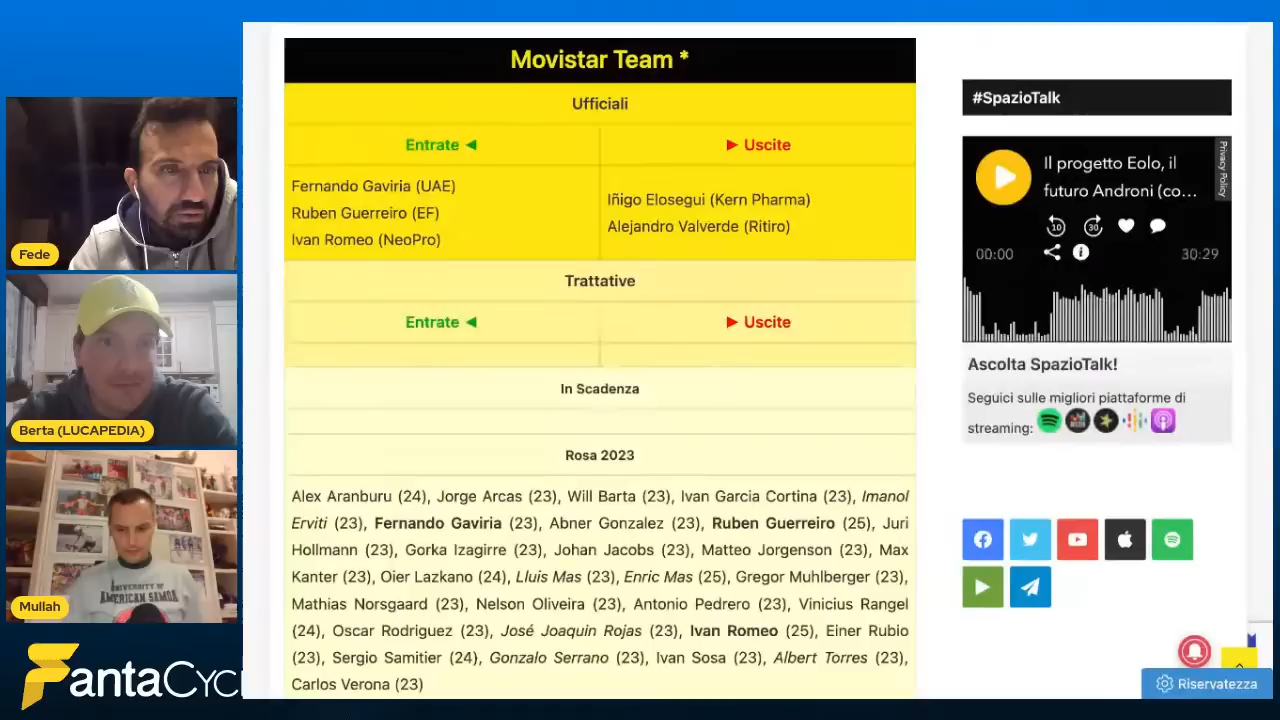 Movistar Team *
Ufficiali
Entrate ◄
► Uscite
Fernando Gaviria (UAE)
Ruben Guerreiro (EF)
Ivan Romeo (NeoPro)
Iñigo Elosegui (Kern Pharma)
Alejandro Valverde (Ritiro)
Trattative
Entrate ◄
► Uscite
In Scadenza
Rosa 2023
Alex Aranburu (24), Jorge Arcas (23), Will Barta (23), Ivan Garcia Cortina (23), Imanol
Erviti (23), Fernando Gaviria (23), Abner Gonzalez (23), Ruben Guerreiro (25), Juri
Hollmann (23), Gorka Izagirre (23), Johan Jacobs (23), Matteo Jorgenson (23), Max
Kanter (23), Oier Lazkano (24), Lluis Mas (23), Enric Mas (25), Gregor Muhlberger (23),
Mathias Norsgaard (23), Nelson Oliveira (23), Antonio Pedrero (23), Vinicius Rangel
(24), Oscar Rodriguez (23), José Joaquin Rojas (23), Ivan Romeo (25), Einer Rubio
(23), Sergio Samitier (24), Gonzalo Serrano (23), Ivan Sosa (23), Albert Torres (23),
Carlos Verona (23)
#SpazioTalk
Il progetto Eolo, il
futuro Androni (co...
Privacy Policy
10
30
00:00
30:29
Ascolta SpazioTalk!
Seguici sulle migliori piattaforme di
streaming:
Riservatezza
Fede
Berta (LUCAPEDIA)
UNIVERSITY OF
AMERICAN SAMOA
Mullah
FantaCyc